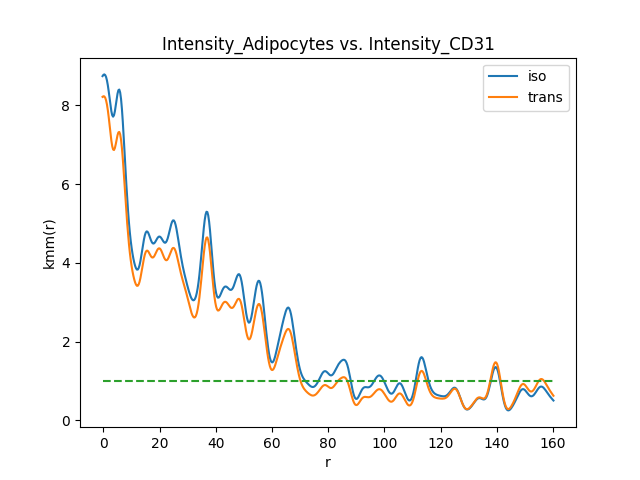 Intensity_Adipocytes vs. Intensity_CD31
iso
trans
kmm(r)
8
6
4
2
0
0 20 40 60 80 100 120 140 160
r